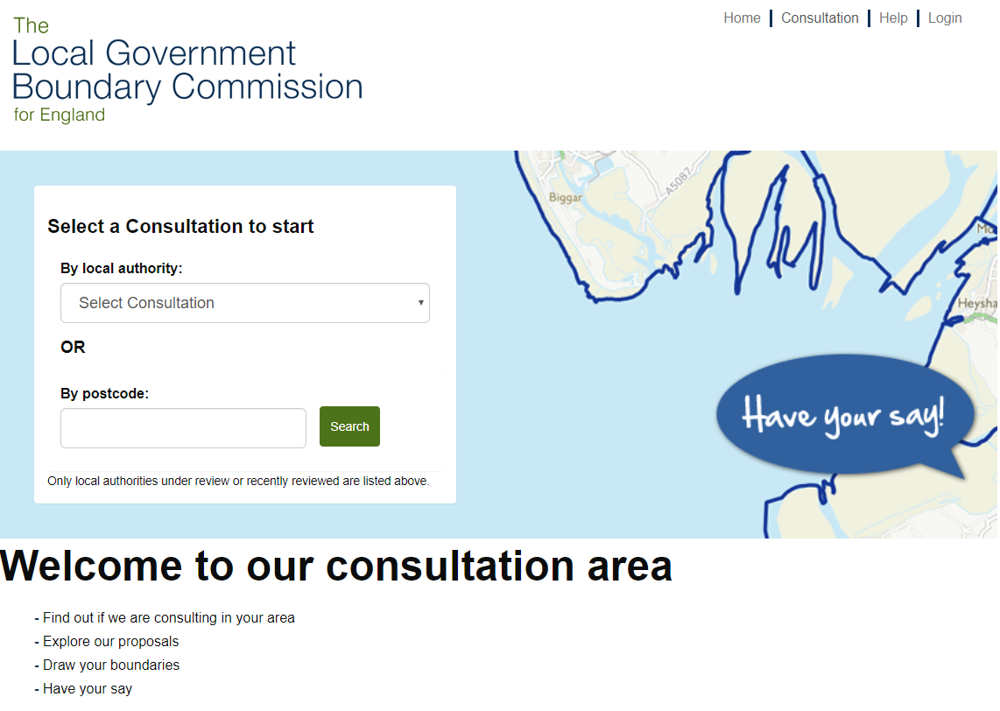 The
Local Government
Boundary Commission
for England
Home
Consultation
Help
Login
Select a Consultation to start
By local authority:
Select Consultation
OR
By postcode:
Search
Only local authorities under review or recently reviewed are listed above.
Biggar
A5087
Mo
Heysha
Have your say!
Welcome to our consultation area
- Find out if we are consulting in your area
- Explore our proposals
- Draw your boundaries
- Have your say